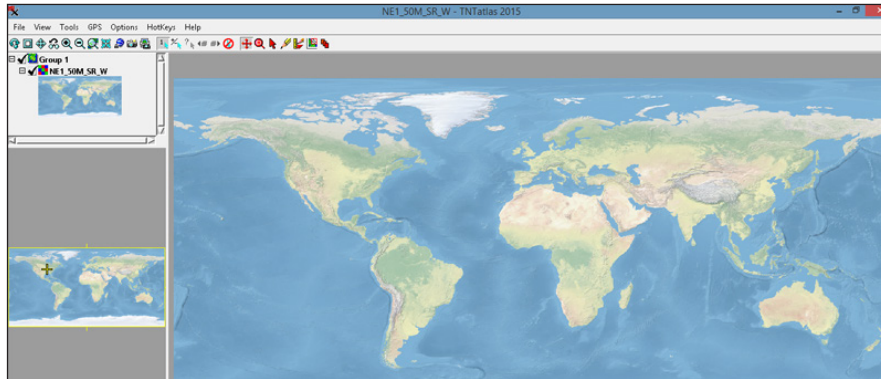 NE1_50M_SR_W - TNTatlas 2015
File View Tools GPS Options HotKeys Help
Group 1
NE1_50M_SR_W